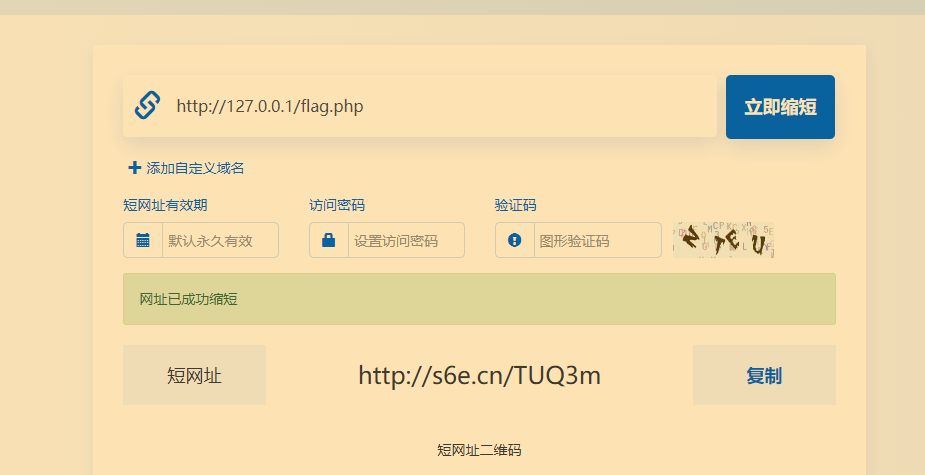 http://127.0.0.1/flag.php
立即缩短
添加自定义域名
短网址有效期 访问密码 验证码
默认永久有效 设置访问密码 图形验证码
网址已成功缩短
短网址 http://s6e.cn/TUQ3m 复制
短网址二维码